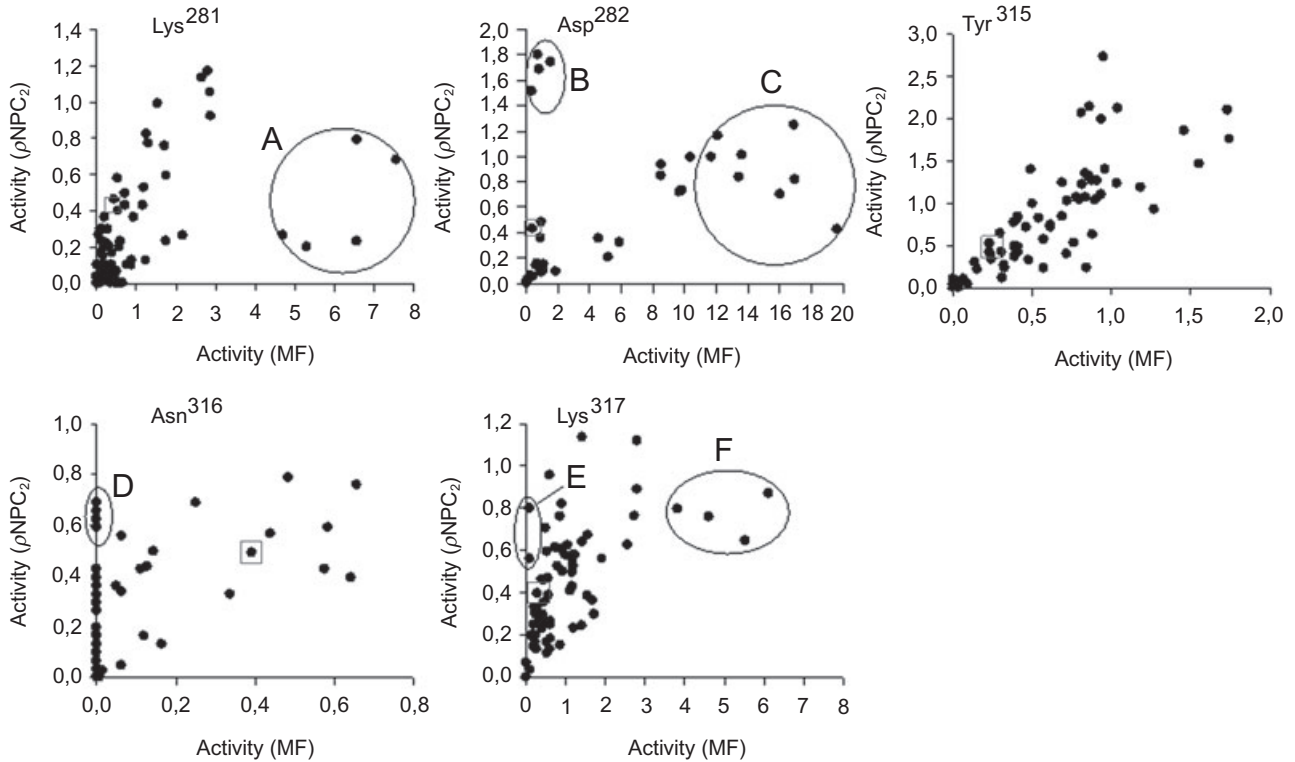 Lys281
1,4
1,2
1,0
0,8
0,6
0,4
0,2
0,0
Activity (ρNPC2)
A
0 1 2 3 4 5 6 7 8
Activity (MF)
Asp282
2,0
1,8
1,6
1,4
1,2
1,0
0,8
0,6
0,4
0,2
0,0
Activity (ρNPC2)
B
C
0 2 4 6 8 10 12 14 16 18 20
Activity (MF)
Tyr 315
3,0
2,5
2,0
1,5
1,0
0,5
0,0
Activity (ρNPC2)
0,0 0,5 1,0 1,5 2,0
Activity (MF)
Asn316
1,0
0,8
0,6
0,4
0,2
0,0
Activity (ρNPC2)
D
0,0 0,2 0,4 0,6 0,8
Activity (MF)
Lys317
1,2
1,0
0,8
0,6
0,4
0,2
0,0
Activity (ρNPC2)
E
F
0 1 2 3 4 5 6 7 8
Activity (MF)